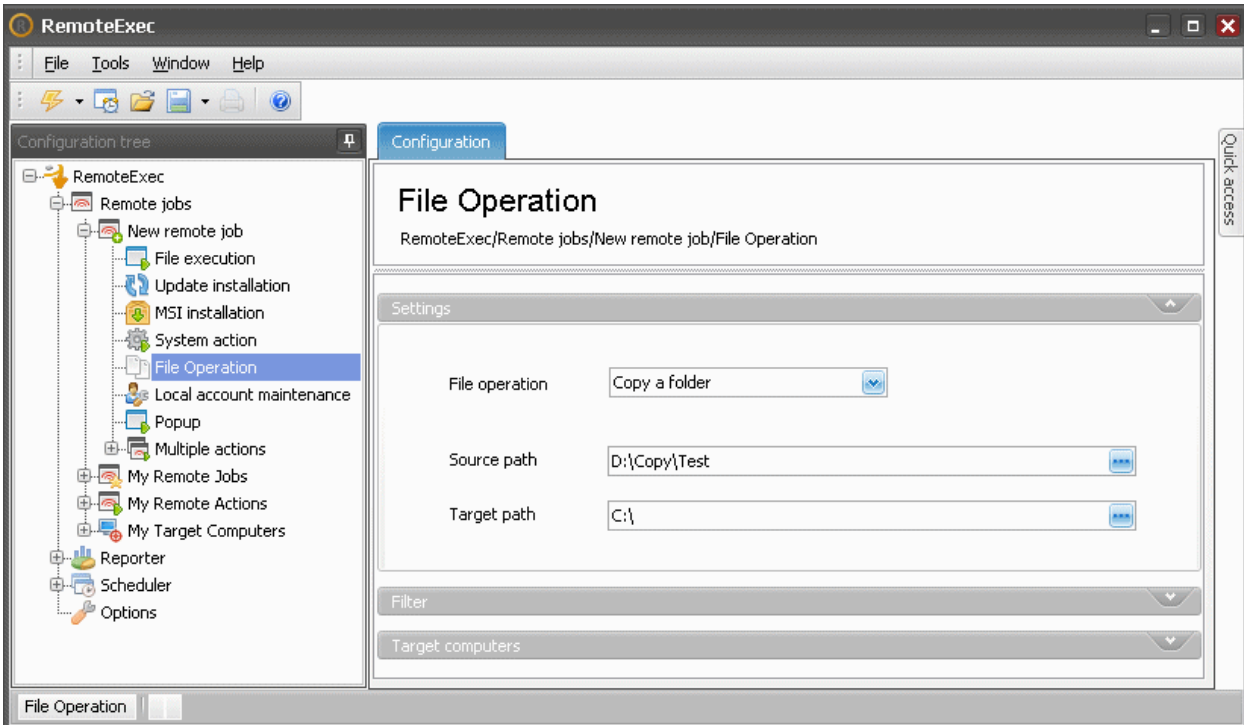 RemoteExec
File Tools Window Help
Configuration tree
RemoteExec
Remote jobs
New remote job
File execution
Update installation
MSI installation
System action
File Operation
Local account maintenance
Popup
Multiple actions
My Remote Jobs
My Remote Actions
My Target Computers
Reporter
Scheduler
Options
Configuration
File Operation
RemoteExec/Remote jobs/New remote job/File Operation
Settings
File operation Copy a folder
Source path D:\Copy\Test
Target path C:\
Filter
Target computers
Quick access
File Operation